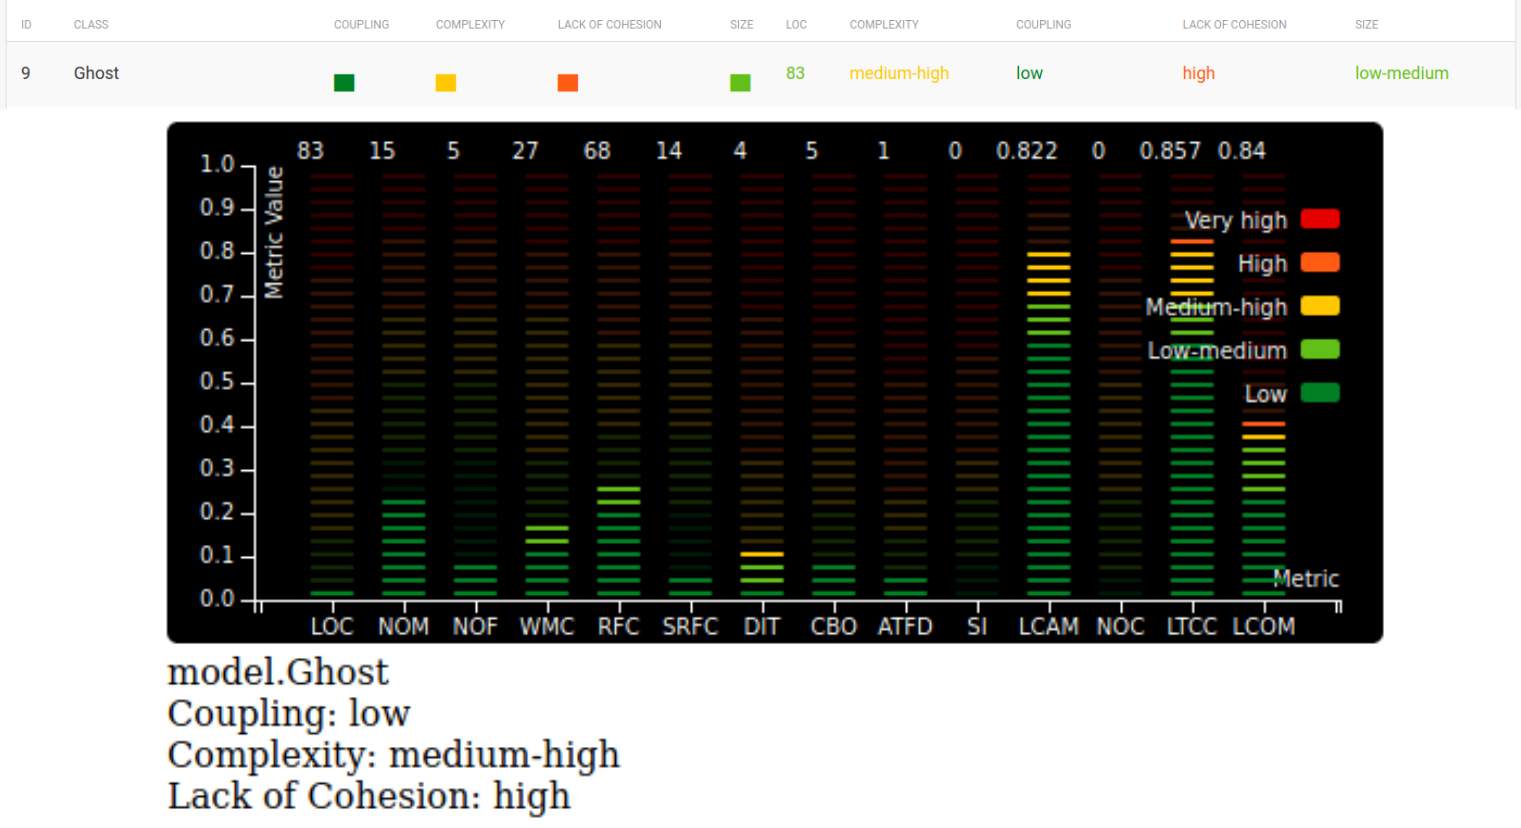 ID CLASS COUPLING COMPLEXITY LACK OF COHESION SIZE LOC COMPLEXITY COUPLING LACK OF COHESION SIZE
9 Ghost 83 medium-high low high low-medium
83 15 5 27 68 14 4 5 1 0 0.822 0 0.857 0.84
Metric Value
1.0
0.9
0.8
0.7
0.6
0.5
0.4
0.3
0.2
0.1
0.0
Very high
High
Medium-high
Low-medium
Low
Metric
LOC NOM NOF WMC RFC SRFC DIT CBO ATFD SI LCAM NOC LTCC LCOM
model.Ghost
Coupling: low
Complexity: medium-high
Lack of Cohesion: high